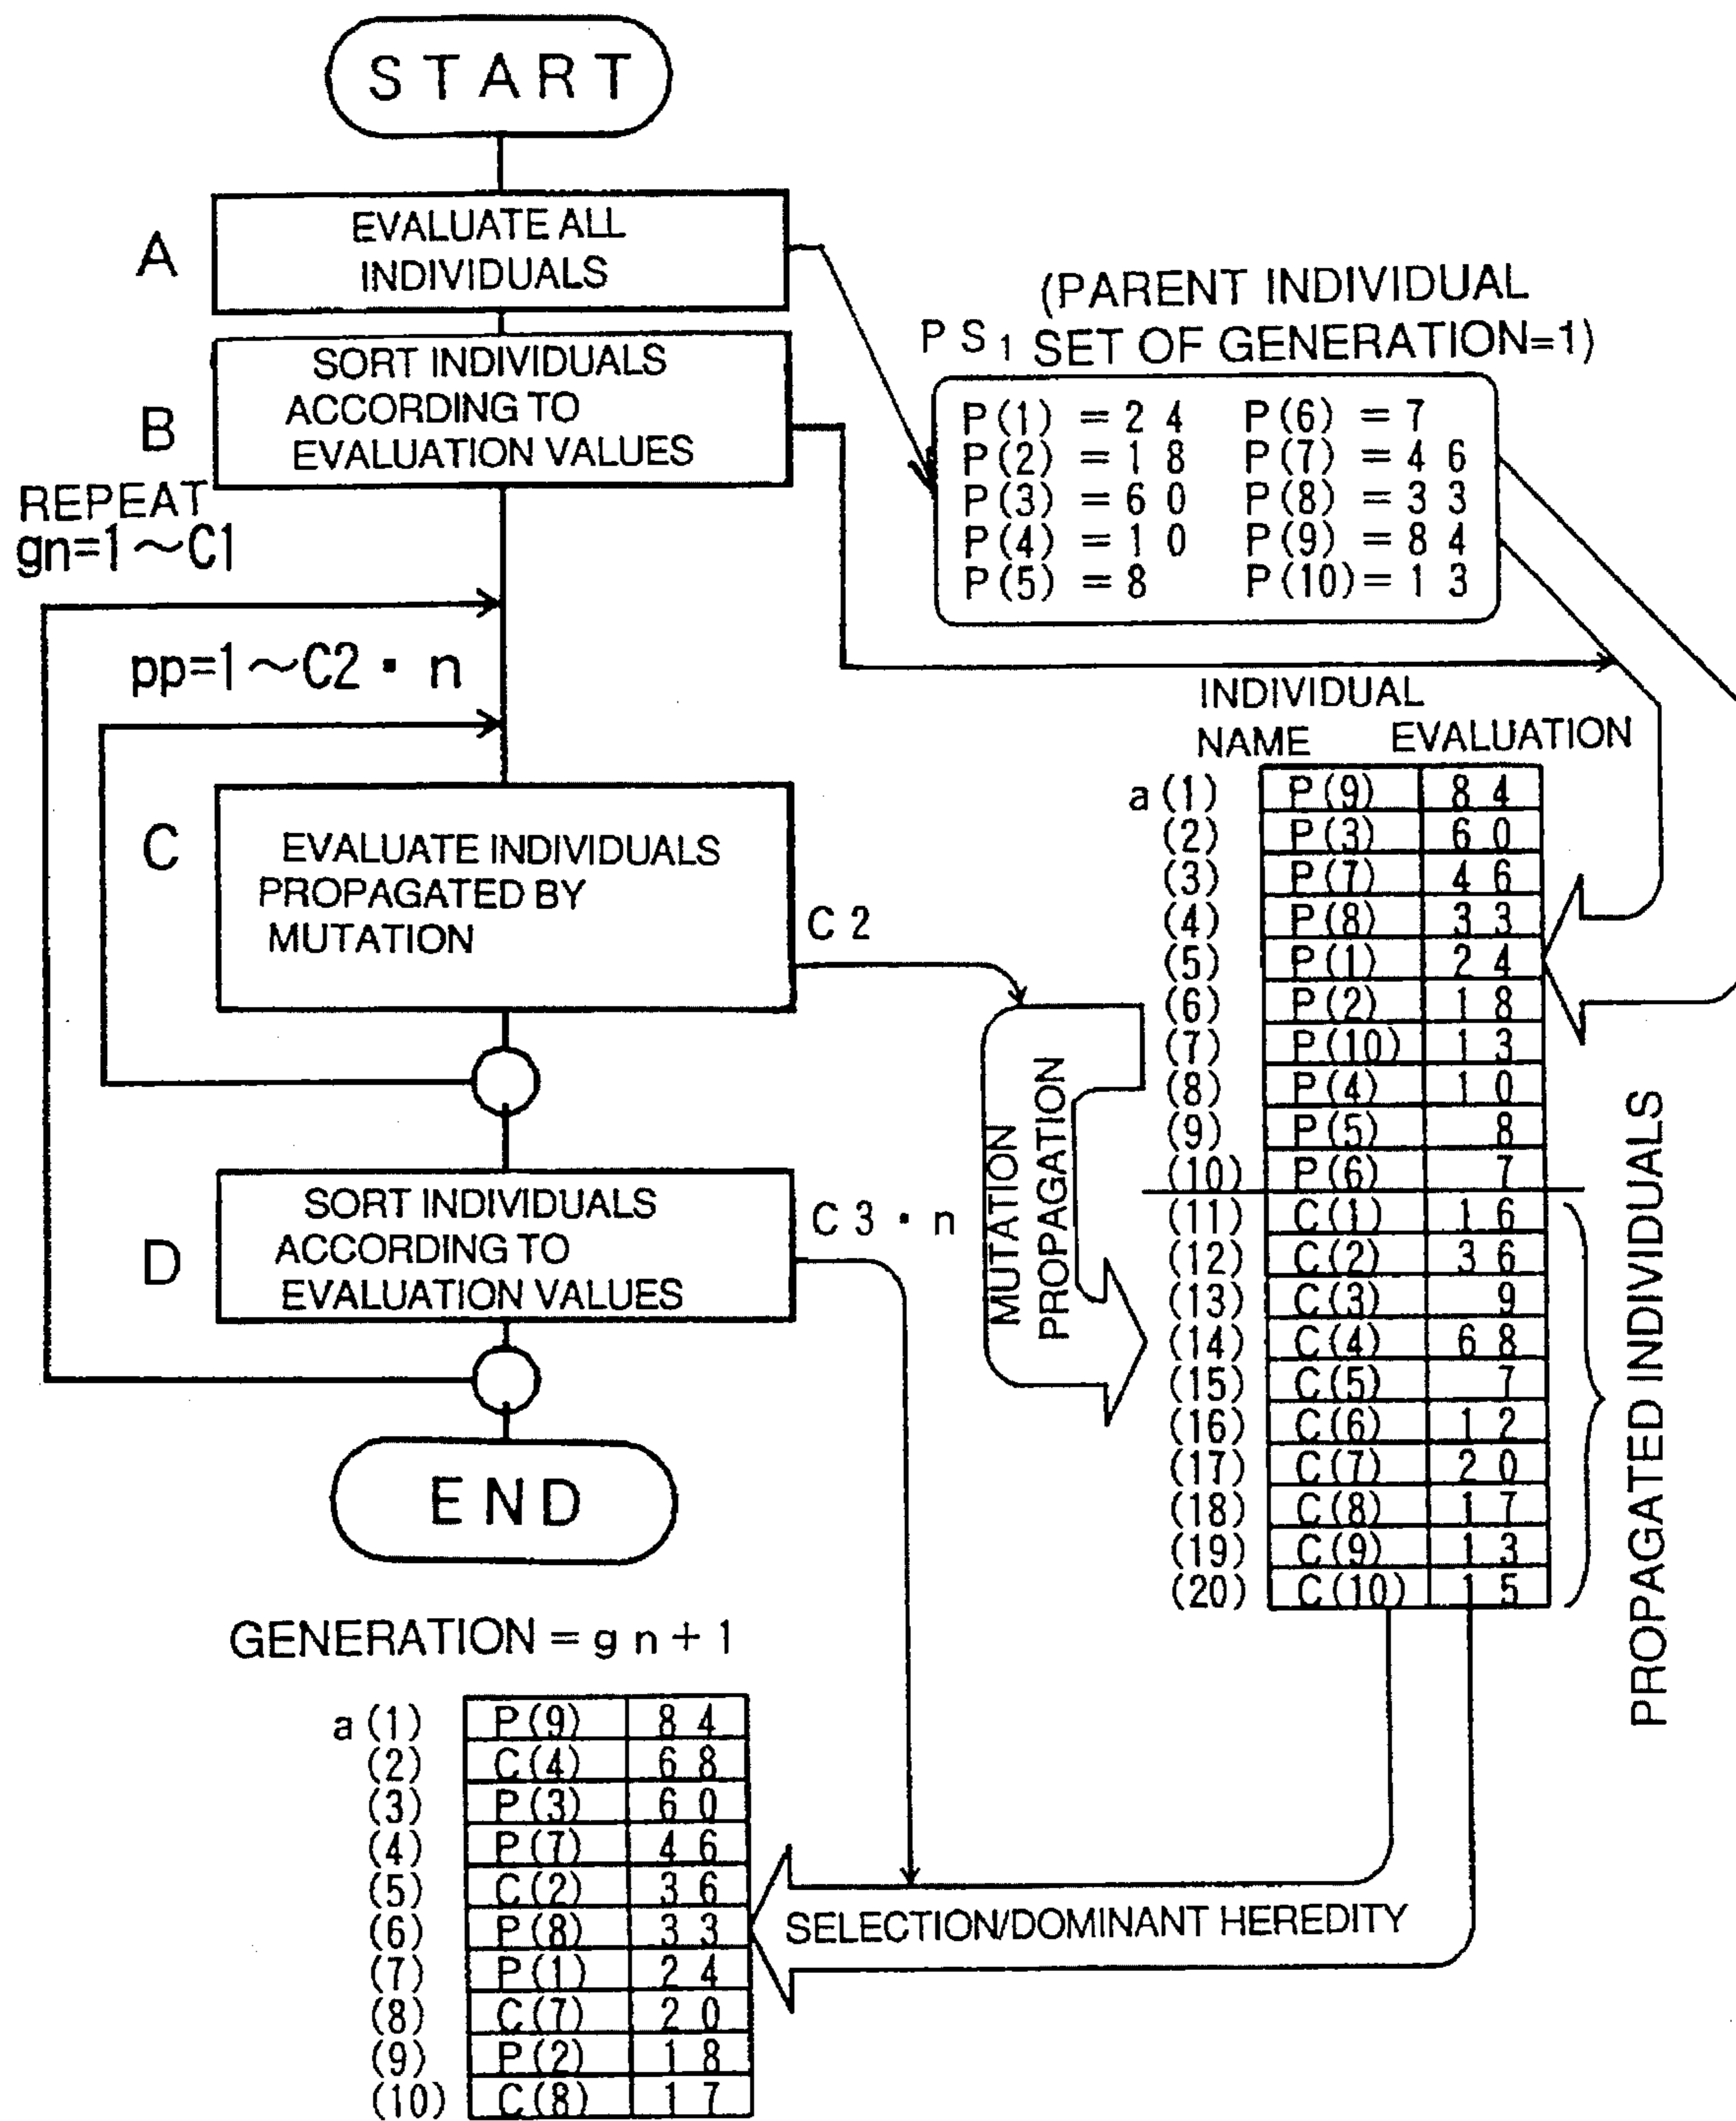 START
A
EVALUATE ALL
INDIVIDUALS
B
SORT INDIVIDUALS
ACCORDING TO
EVALUATION VALUES
REPEAT
gn=1~C1
pp=1~C2・n
C
EVALUATE INDIVIDUALS
PROPAGATED BY
MUTATION
C2
D
SORT INDIVIDUALS
ACCORDING TO
EVALUATION VALUES
C3・n
END
(PARENT INDIVIDUAL
PS1 SET OF GENERATION=1)
P(1) = 24 P(6) = 7
P(2) = 18 P(7) = 46
P(3) = 60 P(8) = 33
P(4) = 10 P(9) = 84
P(5) = 8 P(10)= 13
INDIVIDUAL
NAME EVALUATION
a(1) P(9) 84
(2) P(3) 60
(3) P(7) 46
(4) P(8) 33
(5) P(1) 24
(6) P(2) 18
(7) P(10) 13
(8) P(4) 10
(9) P(5) 8
(10) P(6) 7
(11) C(1) 16
(12) C(2) 36
(13) C(3) 9
(14) C(4) 68
(15) C(5) 7
(16) C(6) 12
(17) C(7) 20
(18) C(8) 17
(19) C(9) 13
(20) C(10) 15
MUTATION
PROPAGATION
PROPAGATED INDIVIDUALS
GENERATION = gn+1
a(1) P(9) 84
(2) C(4) 68
(3) P(3) 60
(4) P(7) 46
(5) C(2) 36
(6) P(8) 33
(7) P(1) 24
(8) C(7) 20
(9) P(2) 18
(10) C(8) 17
SELECTION/DOMINANT HEREDITY